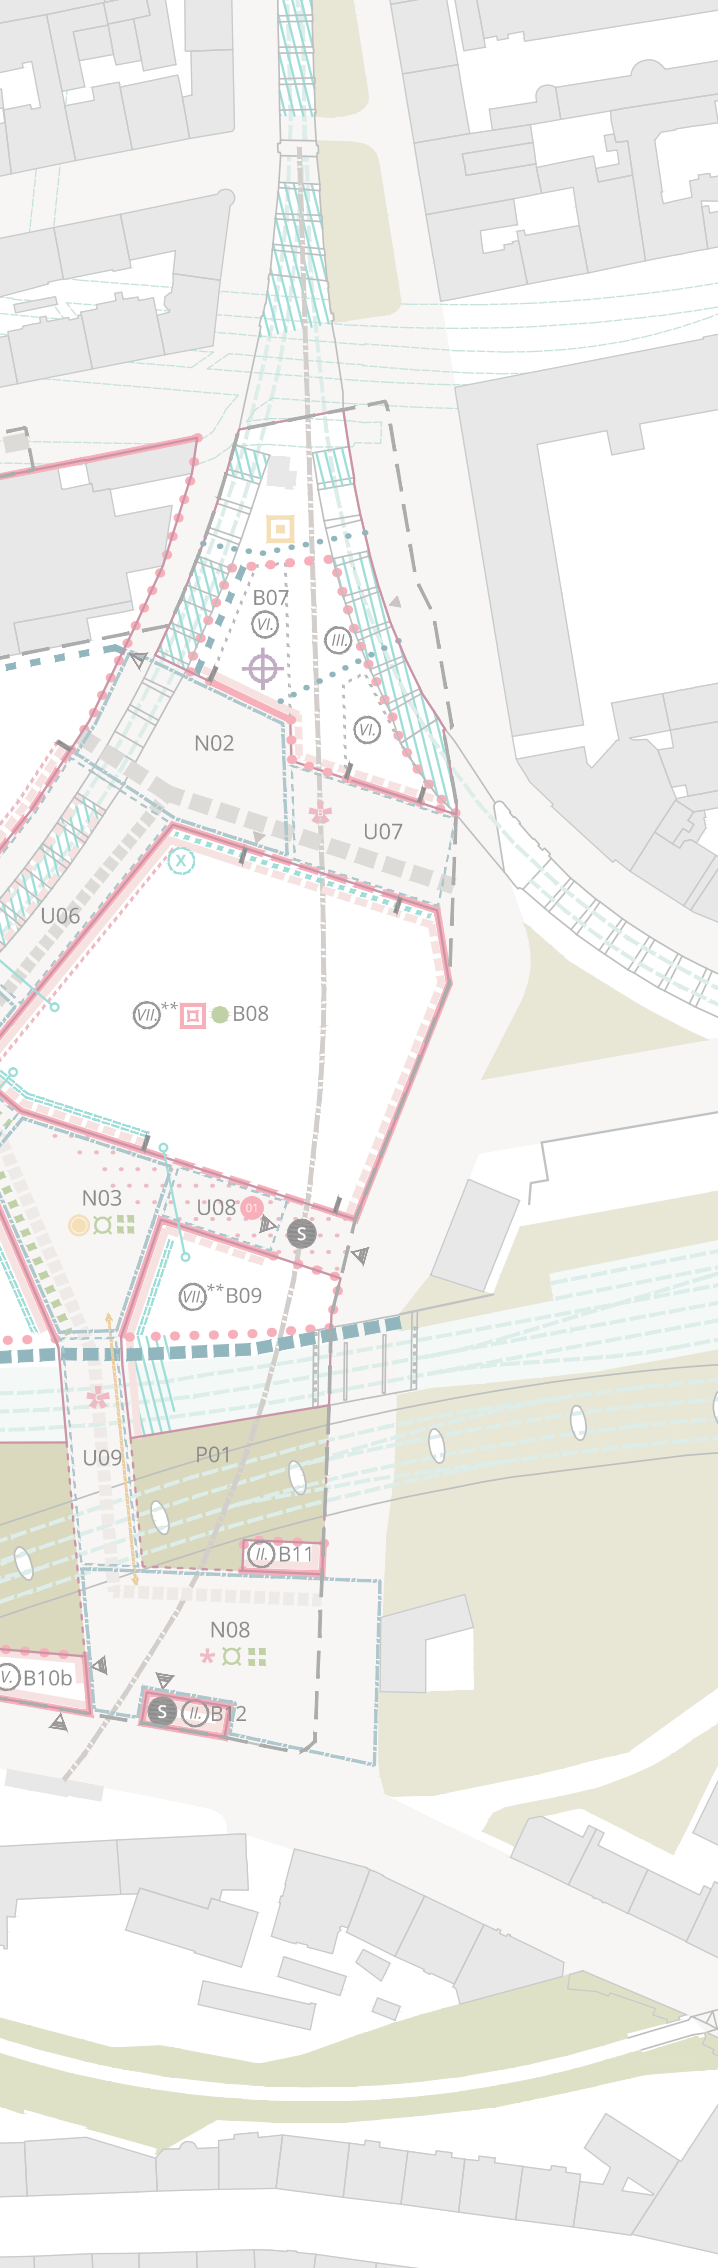 B07
VI.
III.
VI.
N02
U07
X
U06
VII.** B08
N03
U08 01
S
VII.** B09
U09
P01
II. B11
N08
V. B10b
S II. B12